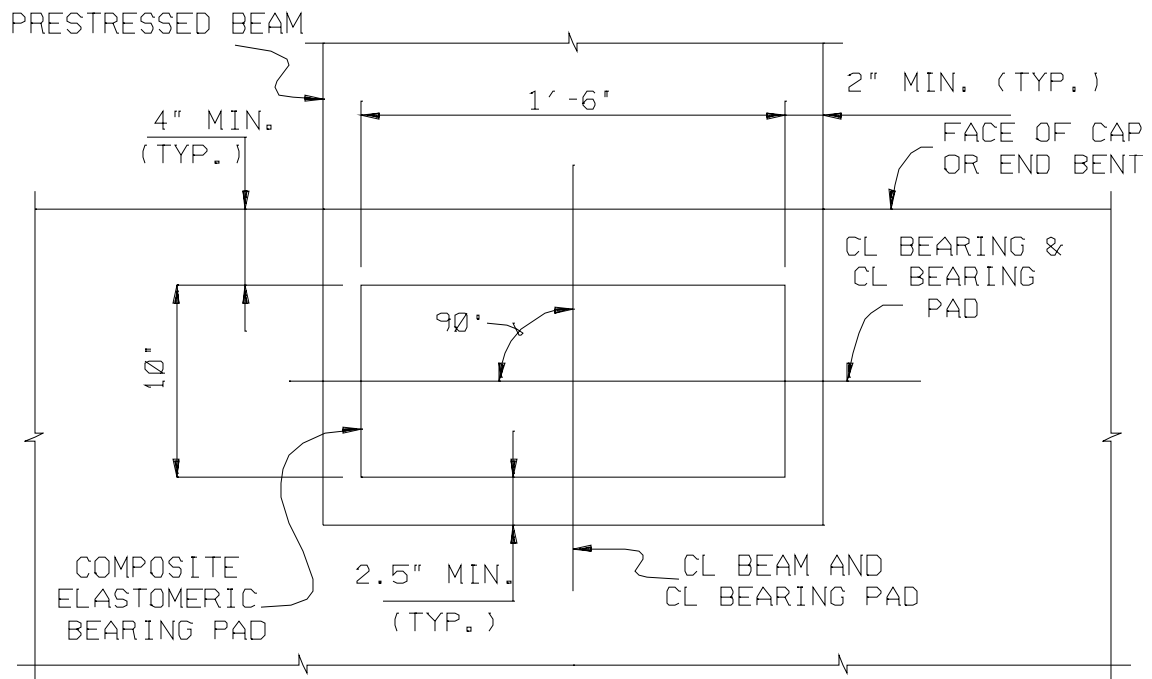 PRESTRESSED BEAM
1'-6"
2" MIN. (TYP.)
4" MIN.
(TYP.)
FACE OF CAP
OR END BENT
CL BEARING &
CL BEARING
PAD
90°
10"
COMPOSITE
ELASTOMERIC
BEARING PAD
2.5" MIN.
(TYP.)
CL BEAM AND
CL BEARING PAD